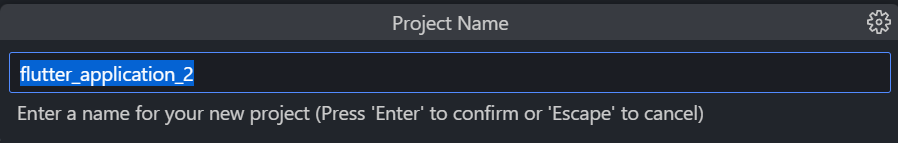 Project Name
flutter_application_2
Enter a name for your new project (Press 'Enter' to confirm or 'Escape' to cancel)